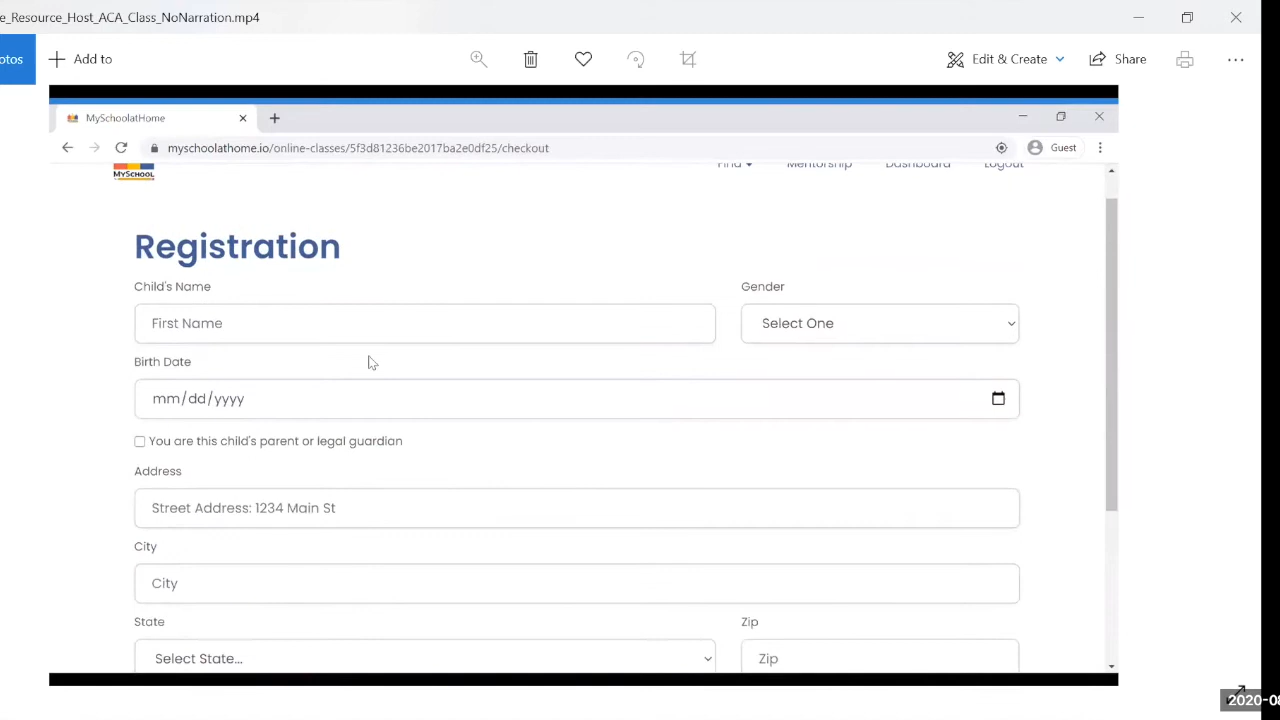 e_Resource_Host_ACA_Class_NoNarration.mp4
otos
Add to
Edit & Create
Share
MySchoolatHome
myschoolathome.io/online-classes/5f3d81236be2017ba2e0df25/checkout
Guest
MYSCHOOL
Find
Mentorship
Dashboard
Logout
Registration
Child's Name
Gender
First Name
Select One
Birth Date
mm/dd/yyyy
You are this child's parent or legal guardian
Address
Street Address: 1234 Main St
City
City
State
Zip
Select State...
Zip
2020-08